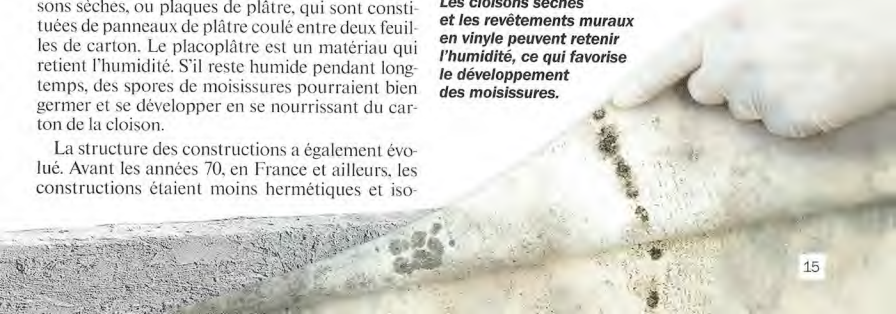 sons sèches, ou plaques de plâtre, qui sont consti-
tuées de panneaux de plâtre coulé entre deux feuil-
les de carton. Le placoplâtre est un matériau qui
retient l'humidité. S'il reste humide pendant long-
temps, des spores de moisissures pourraient bien
germer et se développer en se nourrissant du car-
ton de la cloison.
La structure des constructions a également évo-
lué. Avant les années 70, en France et ailleurs, les
constructions étaient moins hermétiques et iso-
Les cloisons sèches
et les revêtements muraux
en vinyle peuvent retenir
l'humidité, ce qui favorise
le développement
des moisissures.
15